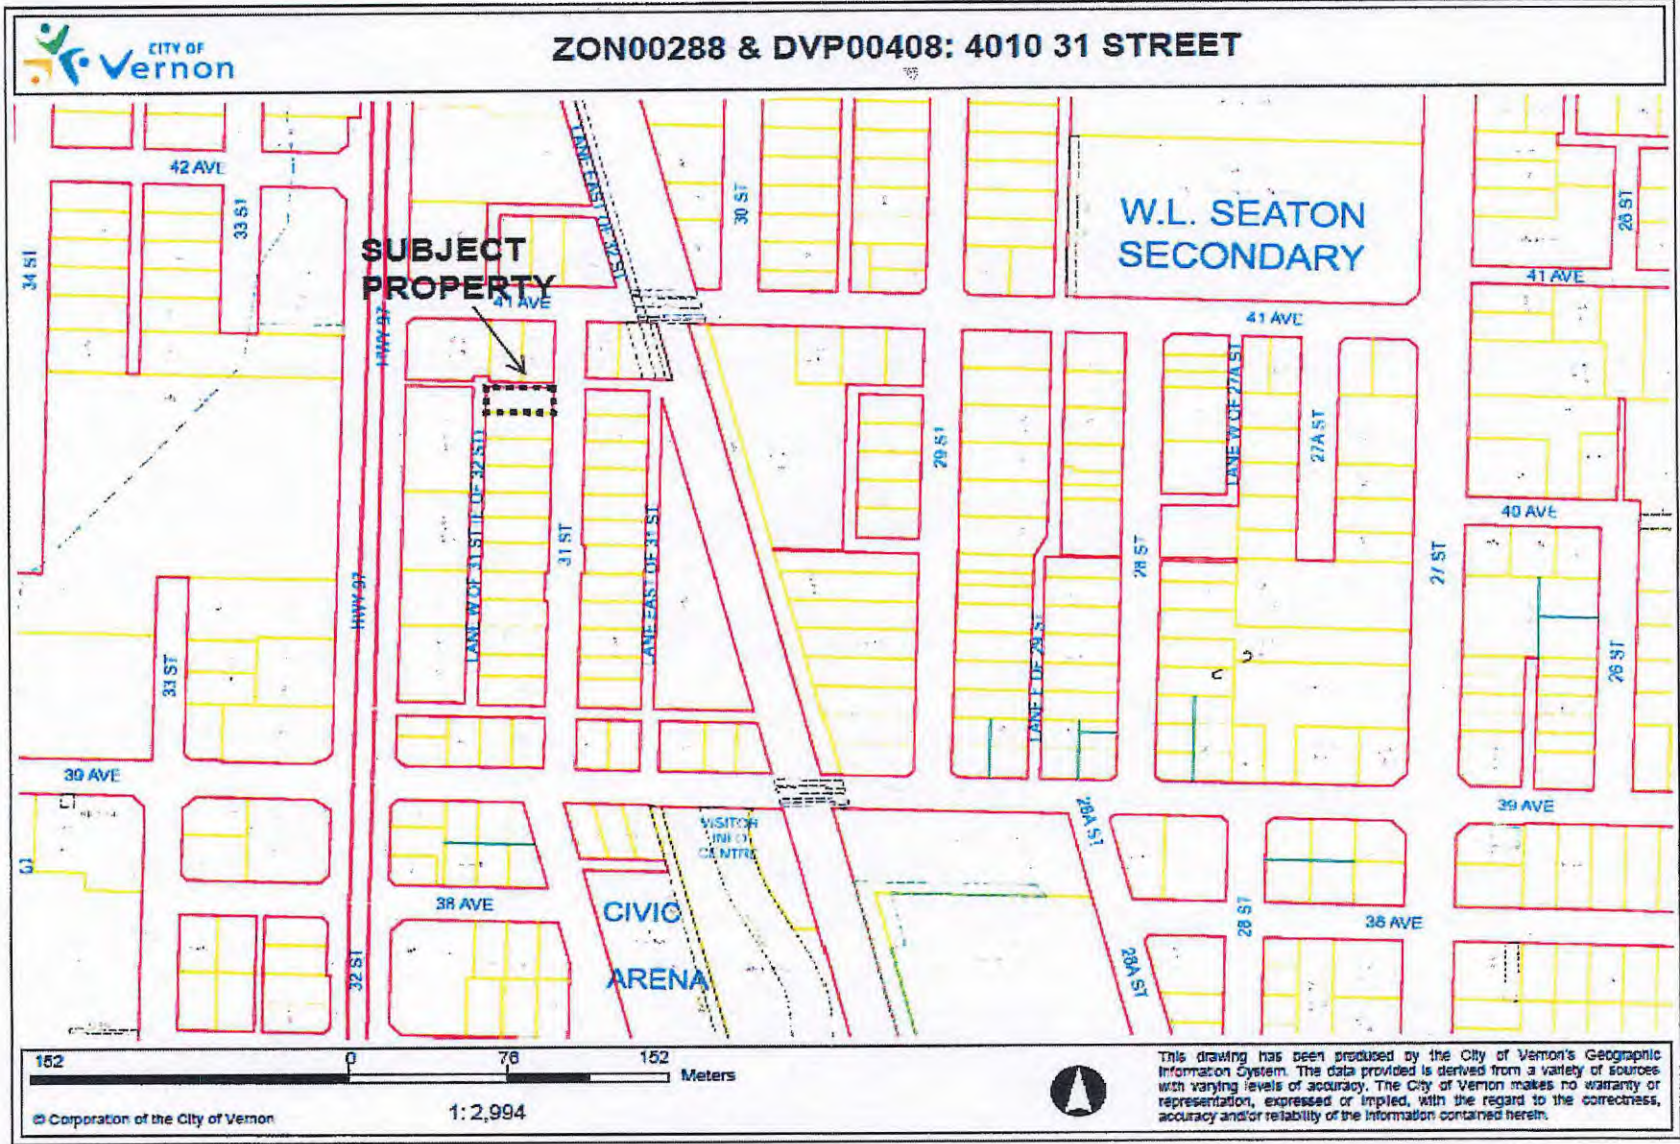 CITY OF
Vernon
ZON00288 & DVP00408: 4010 31 STREET
42 AVE
33 ST
34 ST
LANE EAST OF 32 ST
30 ST
W.L. SEATON
SECONDARY
26 ST
41 AVE
SUBJECT
PROPERTY
41 AVE
41 AVE
HWY 97
LANE W OF 27A ST
27A ST
29 ST
LANE W OF 31 ST (E OF 32 ST)
31 ST
LANE EAST OF 31 ST
28 ST
27 ST
40 AVE
HWY 97
33 ST
LANE E OF 29 ST
26 ST
39 AVE
39 AVE
VISITOR
INFO
CENTRE
28A ST
38 AVE
CIVIC
ARENA
28 ST
38 AVE
32 ST
28A ST
152 0 76 152
Meters
© Corporation of the City of Vernon
1:2,994
This drawing has been produced by the City of Vernon's Geographic
Information System. The data provided is derived from a variety of sources
with varying levels of accuracy. The City of Vernon makes no warranty or
representation, expressed or implied, with the regard to the correctness,
accuracy and/or reliability of the information contained herein.